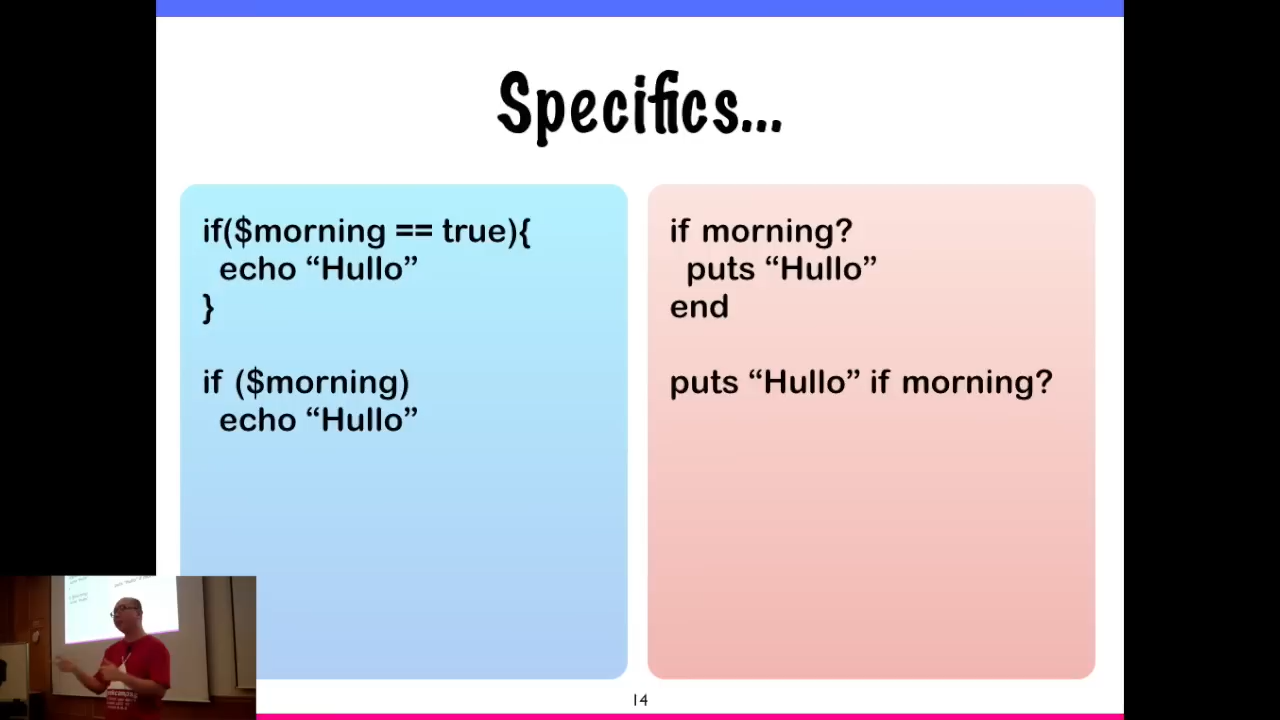 Specifics...
if($morning == true){
echo “Hullo”
}
if ($morning)
echo “Hullo”
if morning?
puts “Hullo”
end
puts “Hullo” if morning?
14